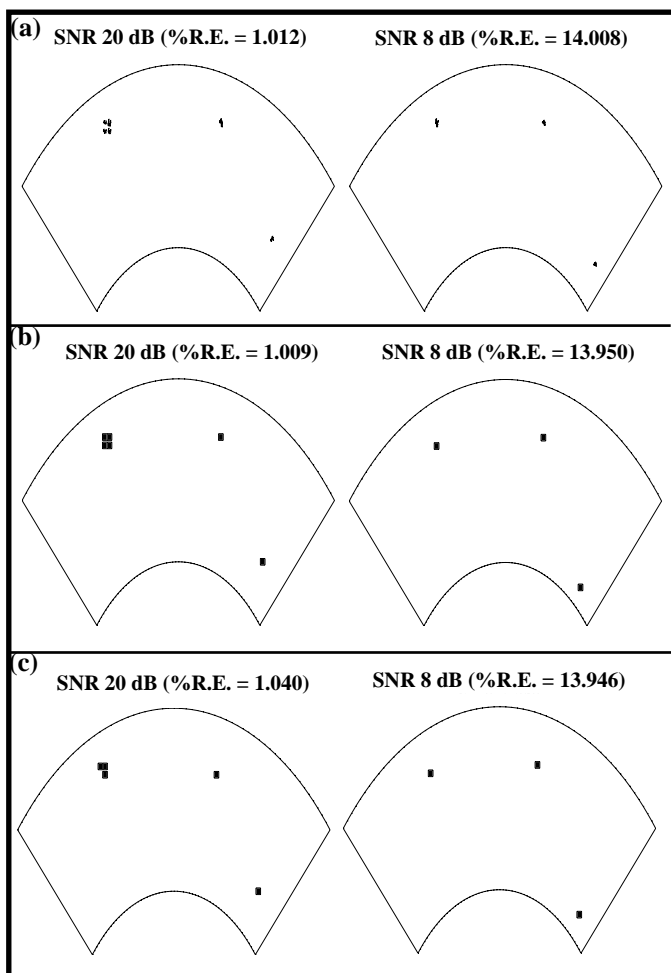 (a)
SNR 20 dB (%R.E. = 1.012) SNR 8 dB (%R.E. = 14.008)
(b)
SNR 20 dB (%R.E. = 1.009) SNR 8 dB (%R.E. = 13.950)
(c)
SNR 20 dB (%R.E. = 1.040) SNR 8 dB (%R.E. = 13.946)